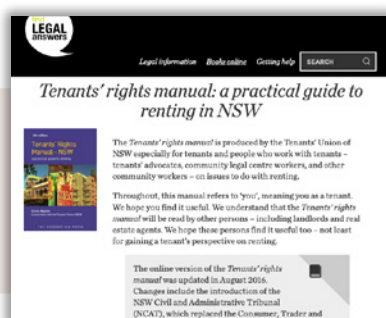 find
LEGAL
answers
Legal information Books online Getting help SEARCH
Tenants' rights manual: a practical guide to
renting in NSW
Tenants' Rights
Manual - NSW
The Tenants' rights manual is produced by the Tenants' Union of
NSW especially for tenants and people who work with tenants –
tenants' advocates, community legal centre workers, and other
community workers – on issues to do with renting.
Throughout, this manual refers to 'you', meaning you as a tenant.
We hope you find it useful. We understand that the Tenants' rights
manual will be read by other persons – including landlords and real
estate agents. We hope these persons find it useful too – not least
for gaining a tenant's perspective on renting.
The online version of the Tenants' rights
manual was updated in August 2016.
Changes include the introduction of the
NSW Civil and Administrative Tribunal
(NCAT), which replaced the Consumer, Trader and